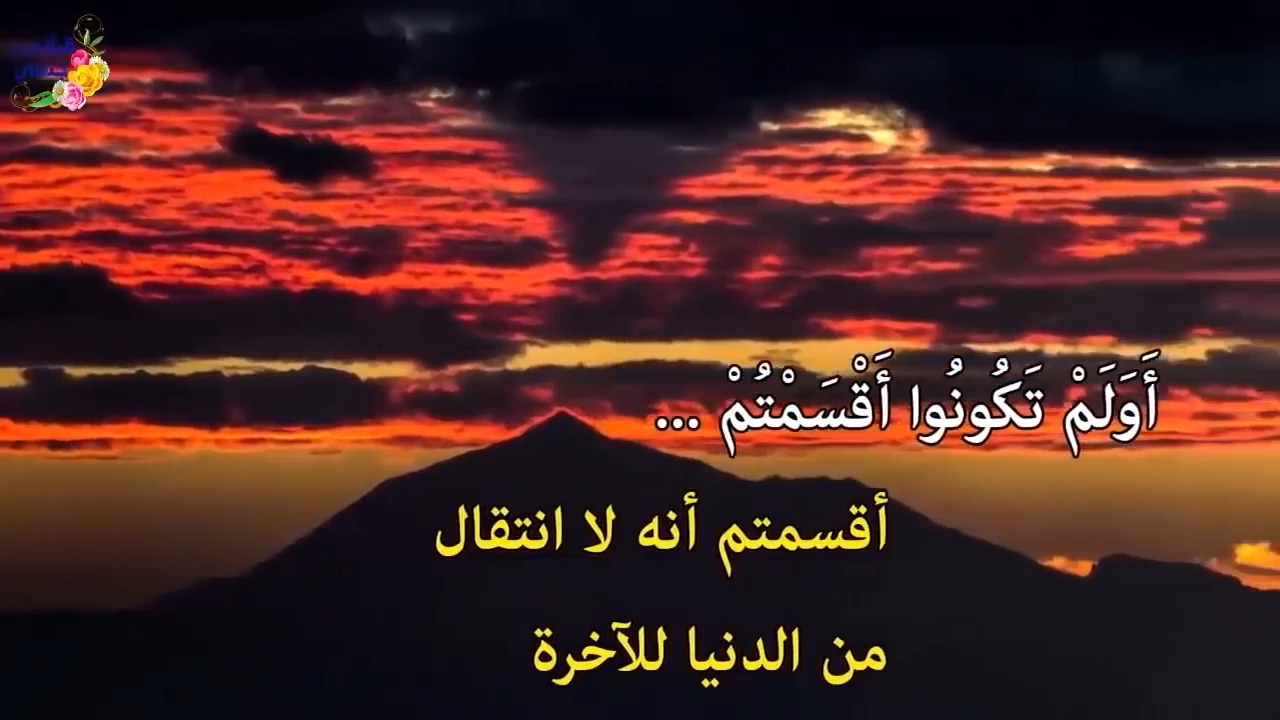 أَوَلَمْ تَكُونُوا أَقْسَمْتُمْ ...
أقسمتم أنه لا انتقال
من الدنيا للآخرة